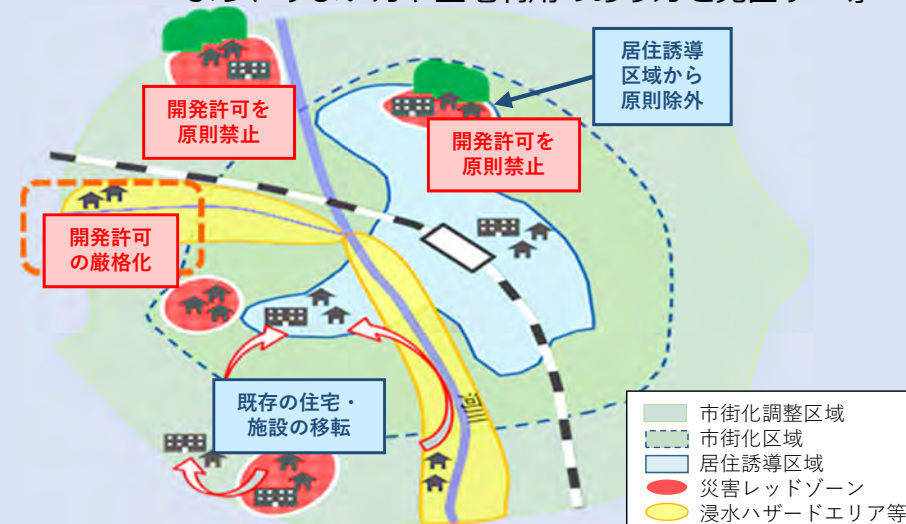 居住誘導
区域から
原則除外
開発許可を
原則禁止
開発許可を
原則禁止
開発許可
の厳格化
既存の住宅・
施設の移転
河川
市街化調整区域
市街化区域
居住誘導区域
災害レッドゾーン
浸水ハザードエリア等